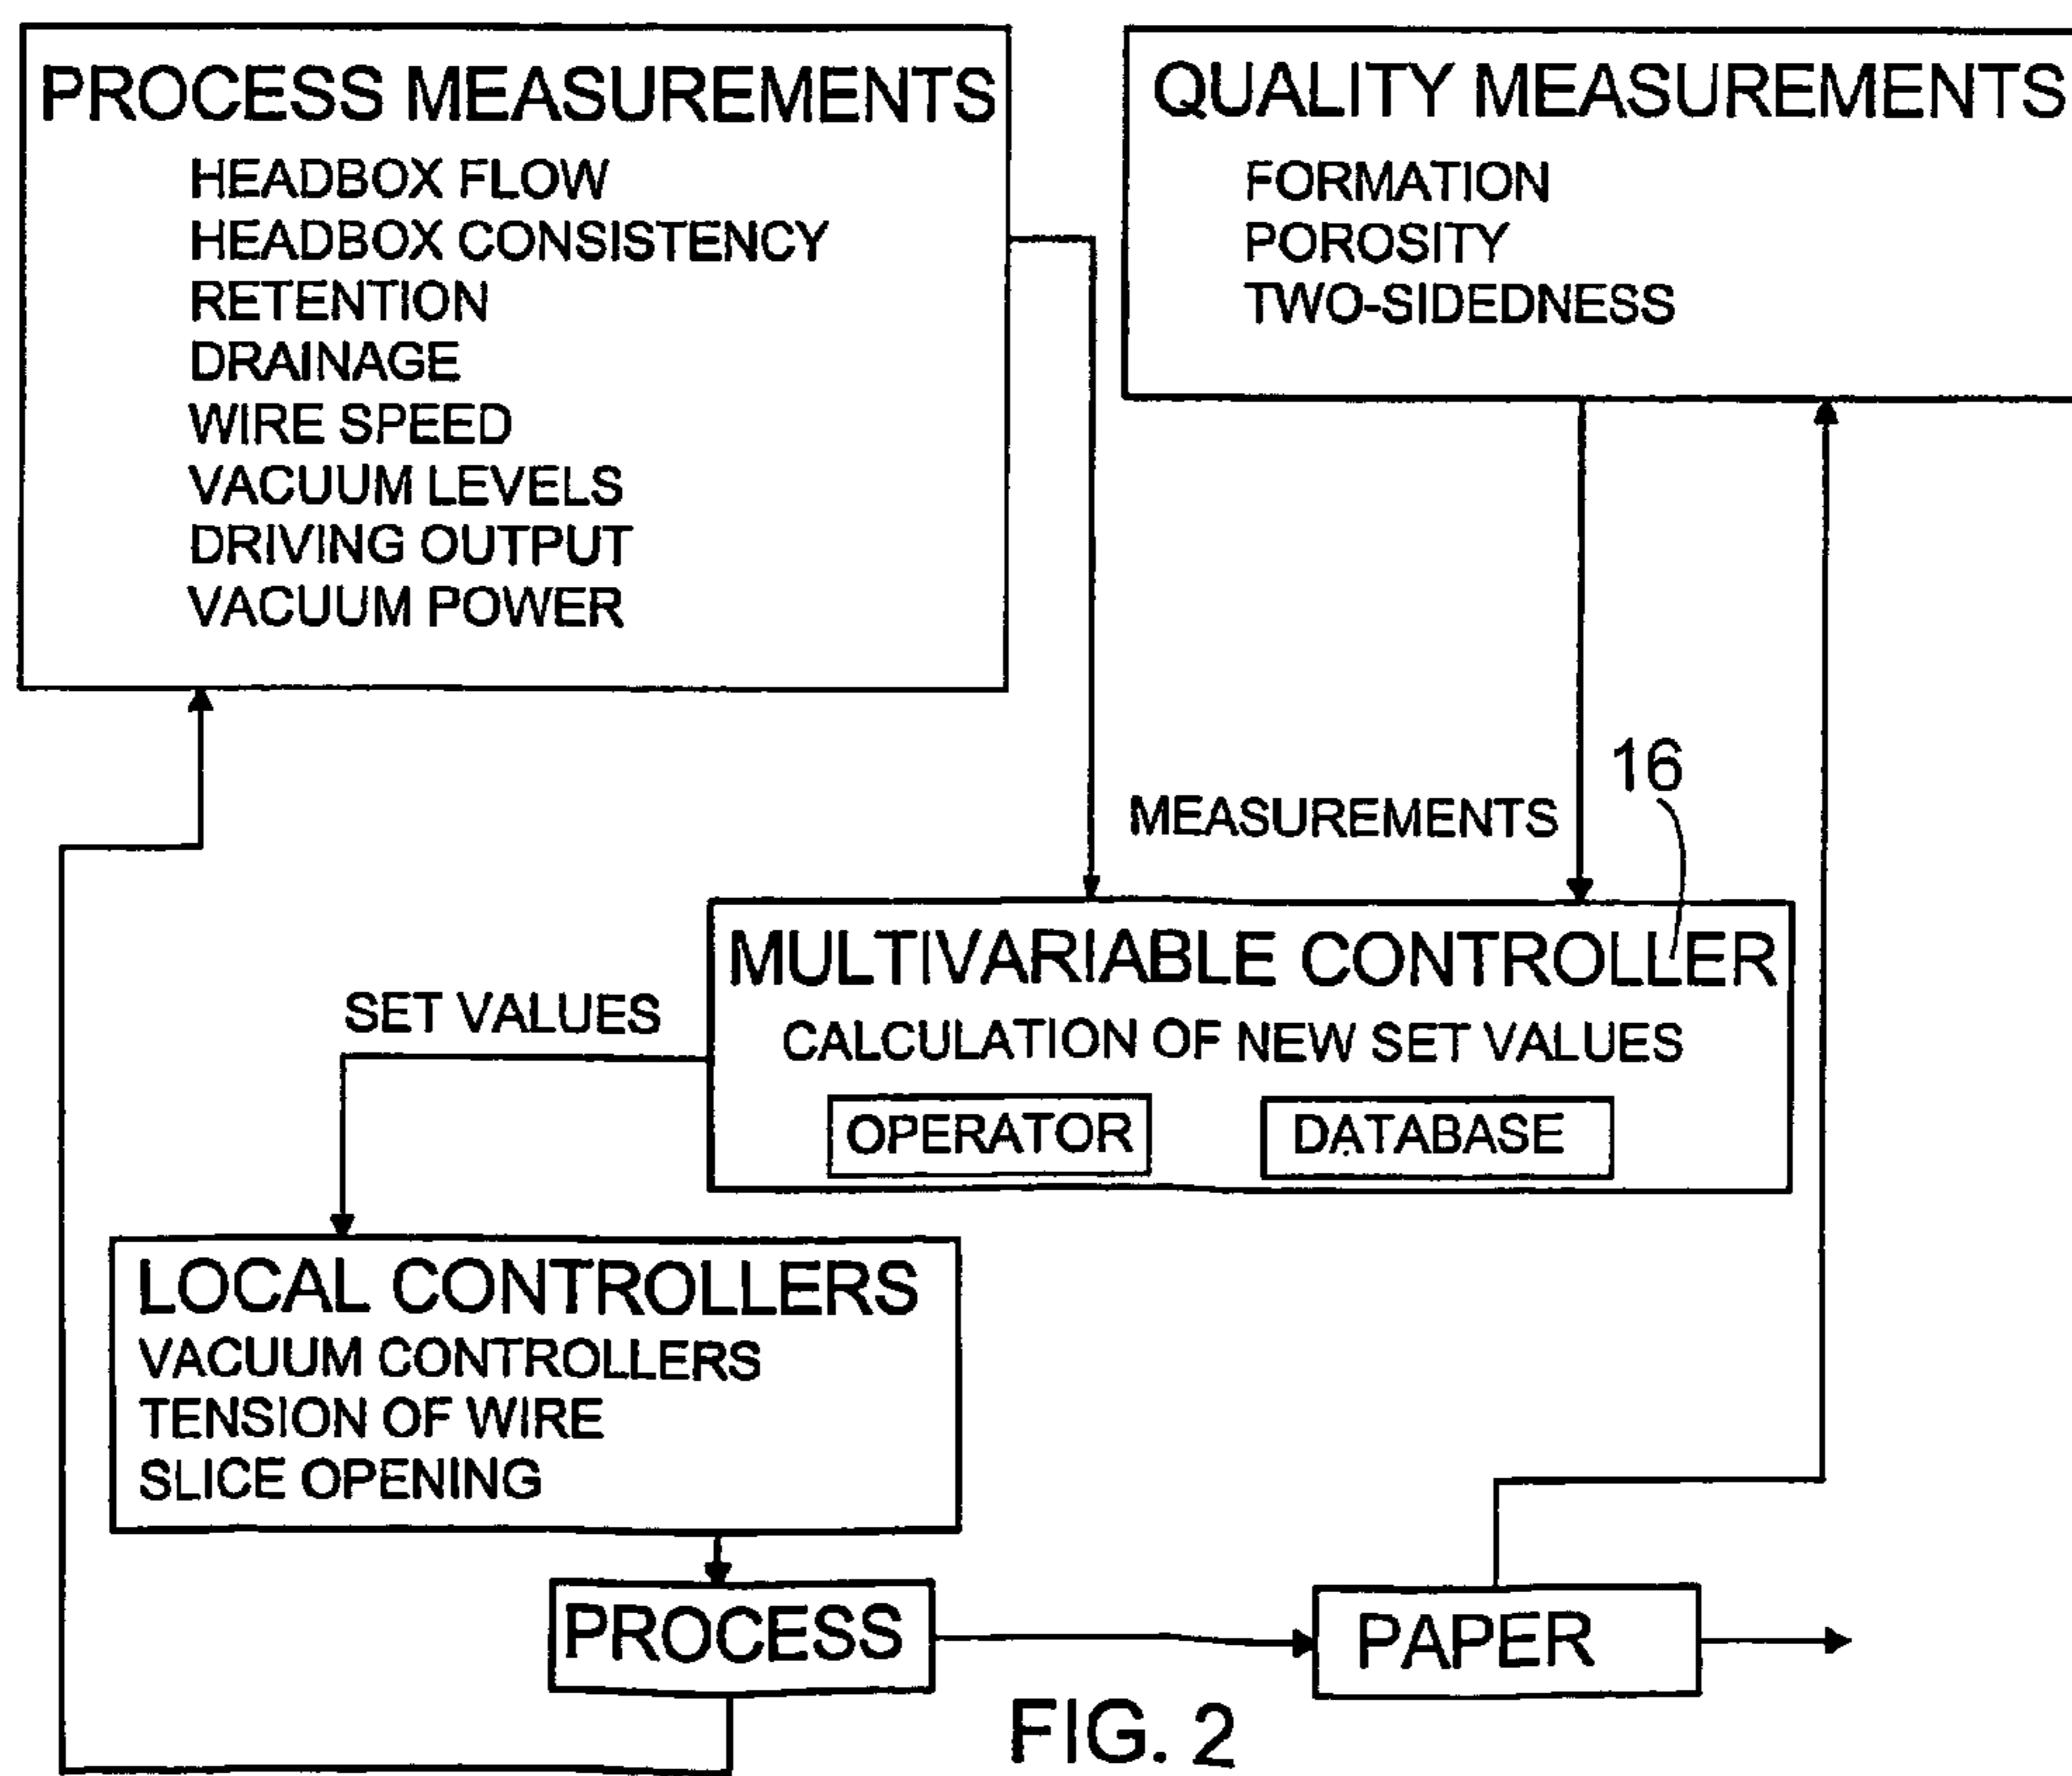 PROCESS MEASUREMENTS
HEADBOX FLOW
HEADBOX CONSISTENCY
RETENTION
DRAINAGE
WIRE SPEED
VACUUM LEVELS
DRIVING OUTPUT
VACUUM POWER
QUALITY MEASUREMENTS
FORMATION
POROSITY
TWO-SIDEDNESS
MEASUREMENTS
16
MULTIVARIABLE CONTROLLER
CALCULATION OF NEW SET VALUES
OPERATOR
DATABASE
SET VALUES
LOCAL CONTROLLERS
VACUUM CONTROLLERS
TENSION OF WIRE
SLICE OPENING
PROCESS
PAPER
FIG. 2